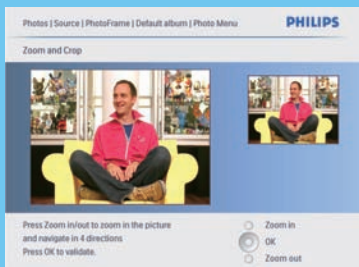 Photos | Source | PhotoFrame | Default album | Photo Menu
PHILIPS
Zoom and Crop
Press Zoom in/out to zoom in the picture
and navigate in 4 directions
Press OK to validate.
Zoom in
OK
Zoom out